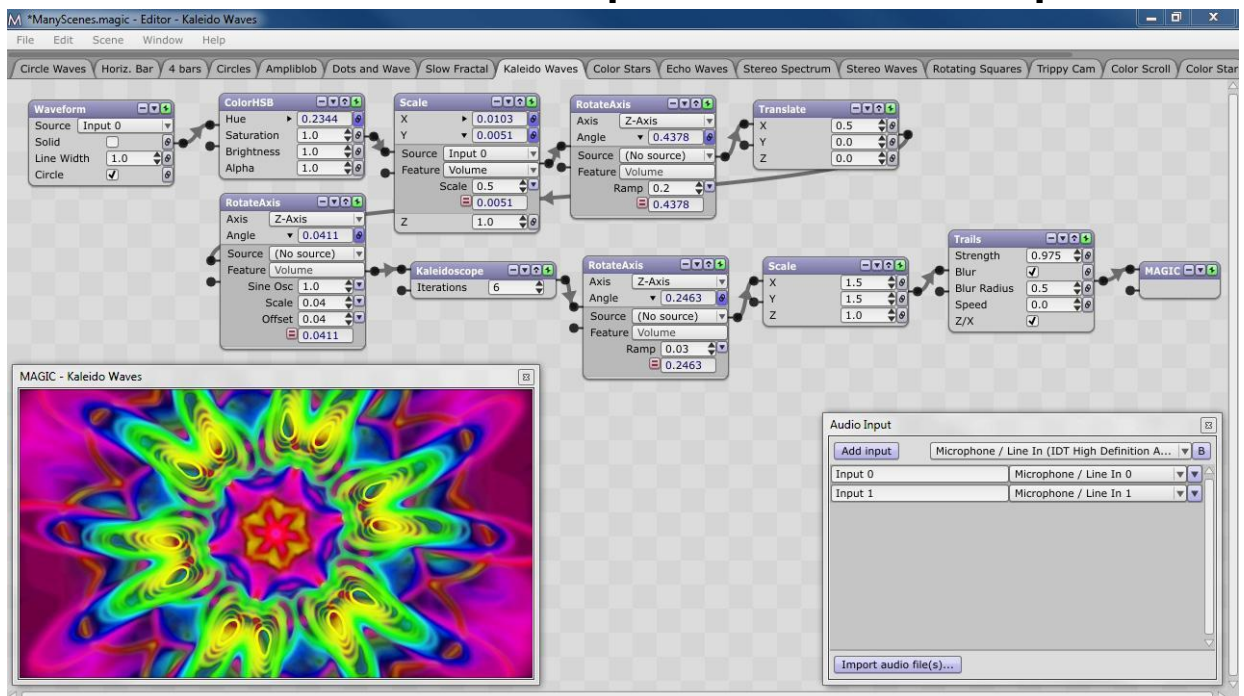 M *ManyScenes.magic - Editor - Kaleido Waves
File Edit Scene Window Help
Circle Waves Horiz. Bar 4 bars Circles Ampliblob Dots and Wave Slow Fractal Kaleido Waves Color Stars Echo Waves Stereo Spectrum Stereo Waves Rotating Squares Trippy Cam Color Scroll Color Star
Waveform
Source Input 0
Solid
Line Width 1.0
Circle
ColorHSB
Hue 0.2344
Saturation 1.0
Brightness 1.0
Alpha 1.0
Scale
X 0.0103
Y 0.0051
Source Input 0
Feature Volume
Scale 0.5
0.0051
Z 1.0
RotateAxis
Axis Z-Axis
Angle 0.4378
Source (No source)
Feature Volume
Ramp 0.2
0.4378
Translate
X 0.5
Y 0.0
Z 0.0
RotateAxis
Axis Z-Axis
Angle 0.0411
Source (No source)
Feature Volume
Sine Osc 1.0
Scale 0.04
Offset 0.04
0.0411
Kaleidoscope
Iterations 6
RotateAxis
Axis Z-Axis
Angle 0.2463
Source (No source)
Feature Volume
Ramp 0.03
0.2463
Scale
X 1.5
Y 1.5
Z 1.0
Trails
Strength 0.975
Blur
Blur Radius 0.5
Speed 0.0
Z/X
MAGIC
MAGIC - Kaleido Waves
Audio Input
Add input Microphone / Line In (IDT High Definition A... B
Input 0 Microphone / Line In 0
Input 1 Microphone / Line In 1
Import audio file(s)...